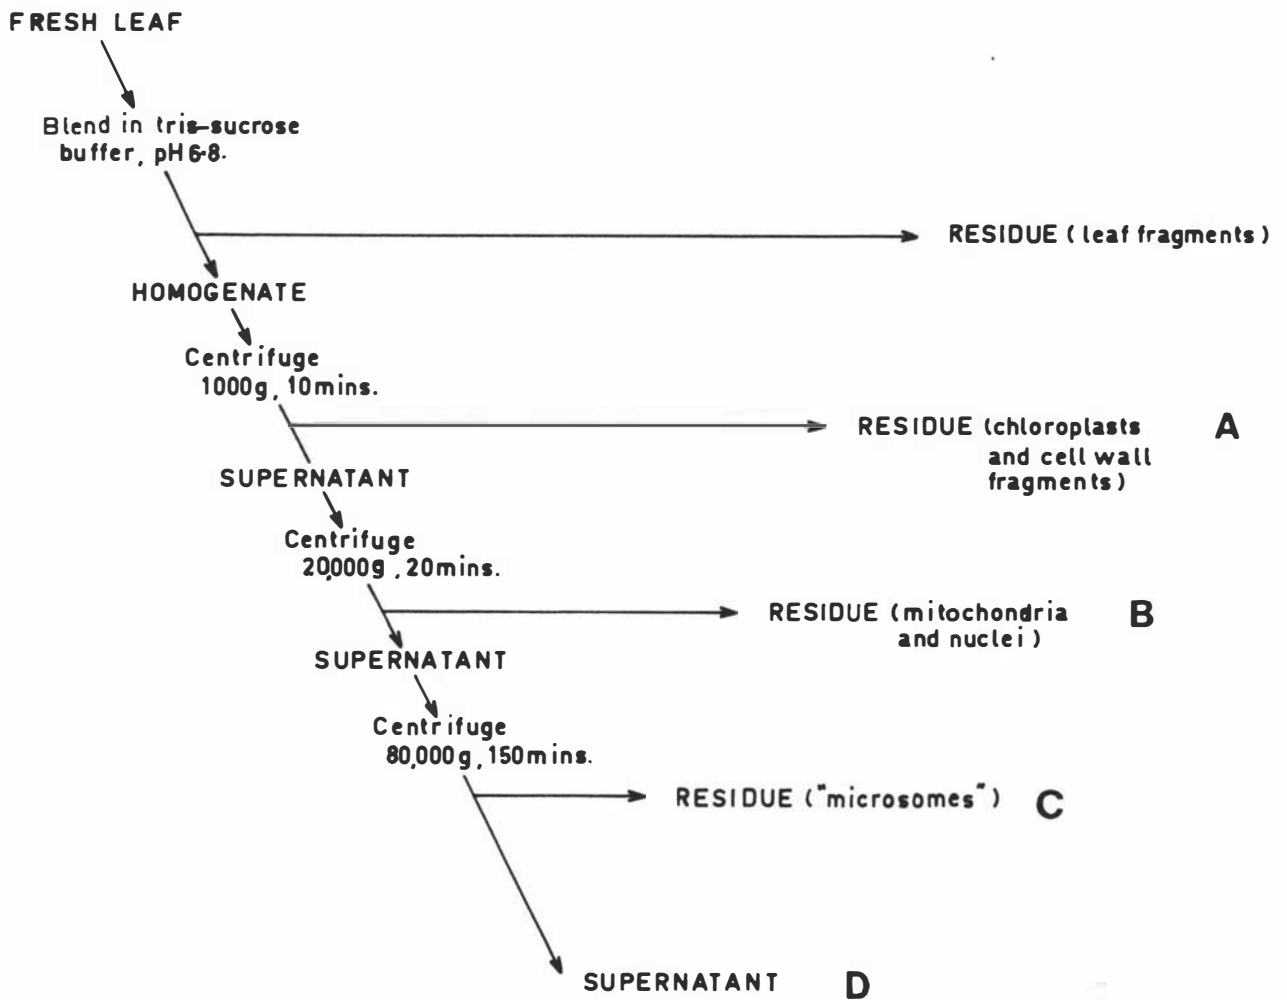 FRESH LEAF
Blend in tris-sucrose
buffer, pH 6·8.
RESIDUE ( leaf fragments )
HOMOGENATE
Centrifuge
1000g, 10mins.
RESIDUE (chloroplasts
and cell wall
fragments)
A
SUPERNATANT
Centrifuge
20,000g, 20mins.
RESIDUE (mitochondria
and nuclei)
B
SUPERNATANT
Centrifuge
80,000g, 150mins.
RESIDUE ("microsomes")
C
SUPERNATANT
D